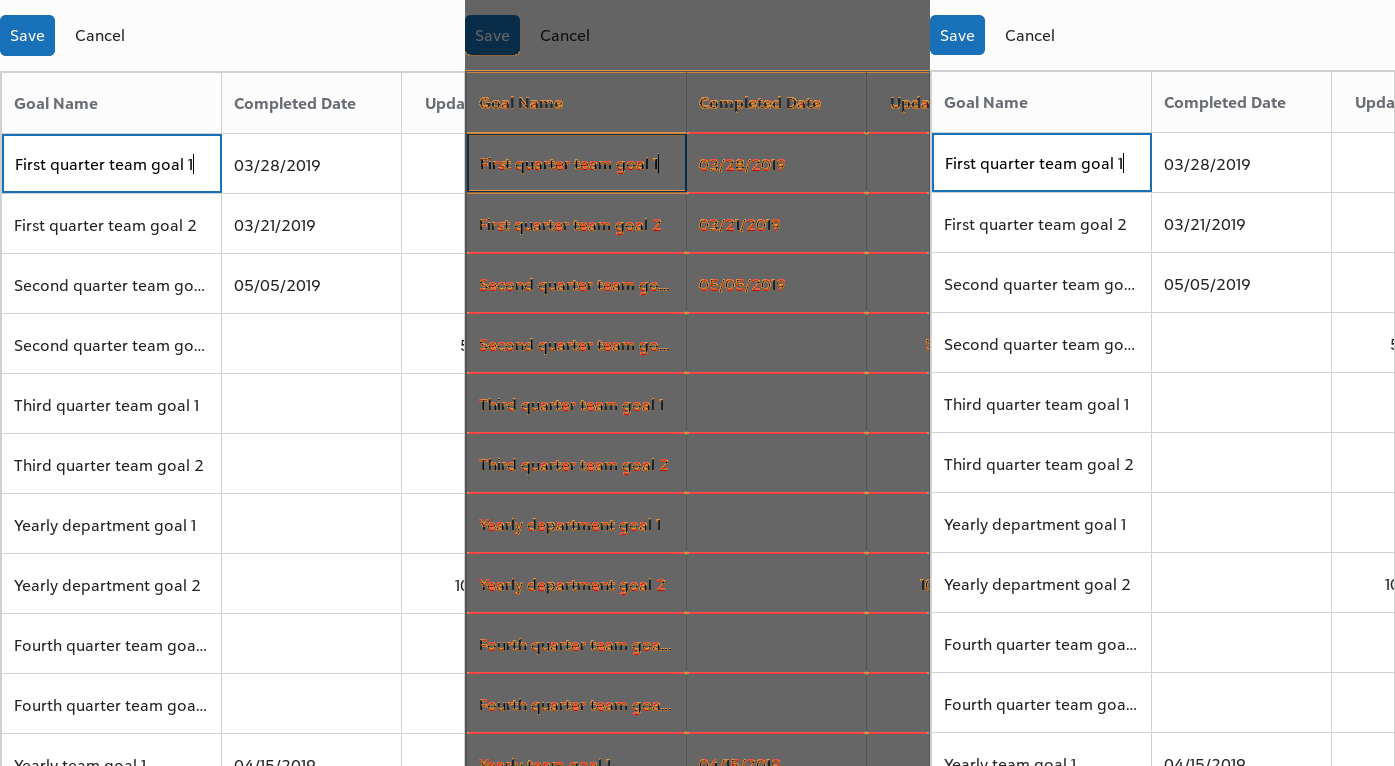 Save Cancel
Goal Name Completed Date Upda
First quarter team goal 1 03/28/2019
First quarter team goal 2 03/21/2019
Second quarter team go... 05/05/2019
Second quarter team go... 5
Third quarter team goal 1
Third quarter team goal 2
Yearly department goal 1
Yearly department goal 2 10
Fourth quarter team goa...
Fourth quarter team goa...
Yearly team goal 1 04/15/2019
Save Cancel
Goal Name Completed Date Upda
First quarter team goal 1 03/28/2019
First quarter team goal 2 03/21/2019
Second quarter team go... 05/05/2019
Second quarter team go... 5
Third quarter team goal 1
Third quarter team goal 2
Yearly department goal 1
Yearly department goal 2 10
Fourth quarter team goa...
Fourth quarter team goa...
Yearly team goal 1 04/15/2019
Save Cancel
Goal Name Completed Date Upda
First quarter team goal 1 03/28/2019
First quarter team goal 2 03/21/2019
Second quarter team go... 05/05/2019
Second quarter team go... 5
Third quarter team goal 1
Third quarter team goal 2
Yearly department goal 1
Yearly department goal 2 10
Fourth quarter team goa...
Fourth quarter team goa...
Yearly team goal 1 04/15/2019